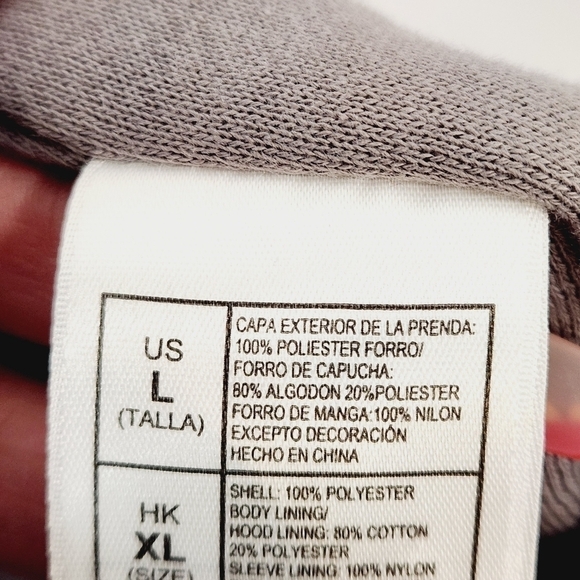 US
L
(TALLA)
CAPA EXTERIOR DE LA PRENDA:
100% POLIESTER FORRO/
FORRO DE CAPUCHA:
80% ALGODON 20%POLIESTER
FORRO DE MANGA:100% NILON
EXCEPTO DECORACIÓN
HECHO EN CHINA
HK
XL
(SIZE)
SHELL: 100% POLYESTER
BODY LINING/
HOOD LINING: 80% COTTON
20% POLYESTER
SLEEVE LINING: 100% NYLON